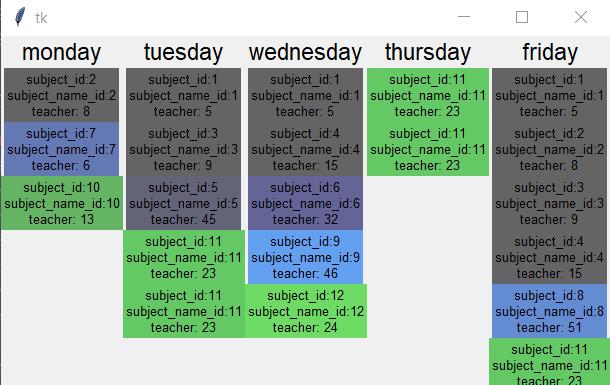 tk
monday
subject_id:2
subject_name_id:2
teacher: 8
subject_id:7
subject_name_id:7
teacher: 6
subject_id:10
subject_name_id:10
teacher: 13
tuesday
subject_id:1
subject_name_id:1
teacher: 5
subject_id:3
subject_name_id:3
teacher: 9
subject_id:5
subject_name_id:5
teacher: 45
subject_id:11
subject_name_id:11
teacher: 23
subject_id:11
subject_name_id:11
teacher: 23
wednesday
subject_id:1
subject_name_id:1
teacher: 5
subject_id:4
subject_name_id:4
teacher: 15
subject_id:6
subject_name_id:6
teacher: 32
subject_id:9
subject_name_id:9
teacher: 46
subject_id:12
subject_name_id:12
teacher: 24
thursday
subject_id:11
subject_name_id:11
teacher: 23
subject_id:11
subject_name_id:11
teacher: 23
friday
subject_id:1
subject_name_id:1
teacher: 5
subject_id:2
subject_name_id:2
teacher: 8
subject_id:3
subject_name_id:3
teacher: 9
subject_id:4
subject_name_id:4
teacher: 15
subject_id:8
subject_name_id:8
teacher: 51
subject_id:11
subject_name_id:11
teacher: 23